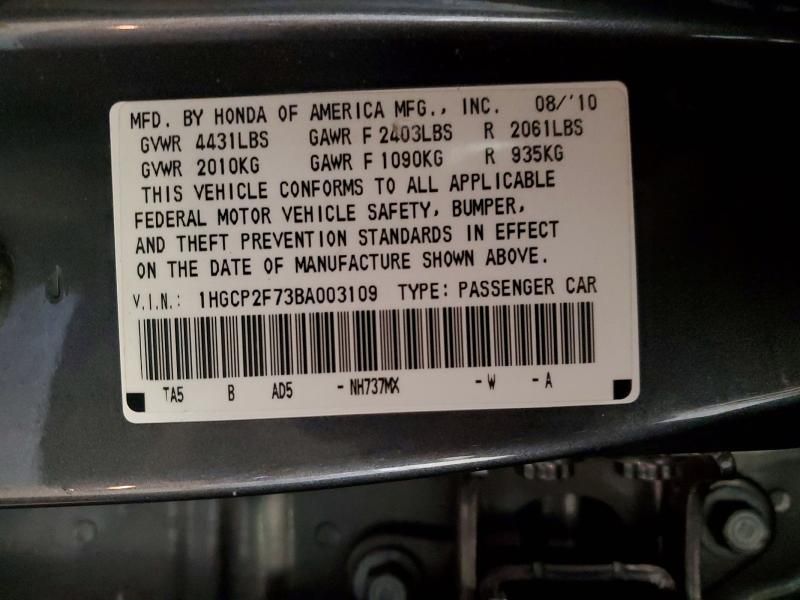 MFD. BY HONDA OF AMERICA MFG., INC. 08/'10
GVWR 4431LBS GAWR F 2403LBS R 2061LBS
GVWR 2010KG GAWR F 1090KG R 935KG
THIS VEHICLE CONFORMS TO ALL APPLICABLE
FEDERAL MOTOR VEHICLE SAFETY, BUMPER,
AND THEFT PREVENTION STANDARDS IN EFFECT
ON THE DATE OF MANUFACTURE SHOWN ABOVE.
V.I.N.: 1HGCP2F73BA003109 TYPE: PASSENGER CAR
TA5 B AD5 -NH737MX -W -A